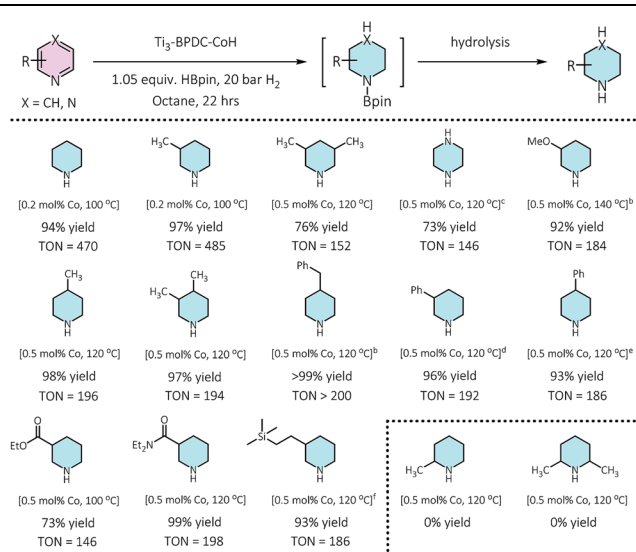 R
X
N
X = CH, N
Ti3-BPDC-CoH
1.05 equiv. HBpin, 20 bar H2
Octane, 22 hrs
H
X
R
N
Bpin
hydrolysis
H
X
R
N
H
N
H
H3C
N
H
H3C CH3
N
H
H
N
N
H
MeO
N
H
[0.2 mol% Co, 100 °C] [0.2 mol% Co, 100 °C] [0.5 mol% Co, 120 °C] [0.5 mol% Co, 120 °C]c [0.5 mol% Co, 140 °C]b
94% yield 97% yield 76% yield 73% yield 92% yield
TON = 470 TON = 485 TON = 152 TON = 146 TON = 184
CH3
N
H
CH3
H3C
N
H
Ph
N
H
Ph
N
H
Ph
N
H
[0.5 mol% Co, 120 °C] [0.5 mol% Co, 120 °C] [0.5 mol% Co, 120 °C]b [0.5 mol% Co, 120 °C]d [0.5 mol% Co, 120 °C]e
98% yield 97% yield >99% yield 96% yield 93% yield
TON = 196 TON = 194 TON > 200 TON = 192 TON = 186
O
EtO
N
H
O
Et2N
N
H
Si
N
H
H3C
N
H
H3C
N
H
CH3
[0.5 mol% Co, 100 °C] [0.5 mol% Co, 120 °C] [0.5 mol% Co, 120 °C]f [0.5 mol% Co, 120 °C] [0.5 mol% Co, 120 °C]
73% yield 99% yield 93% yield 0% yield 0% yield
TON = 146 TON = 198 TON = 186